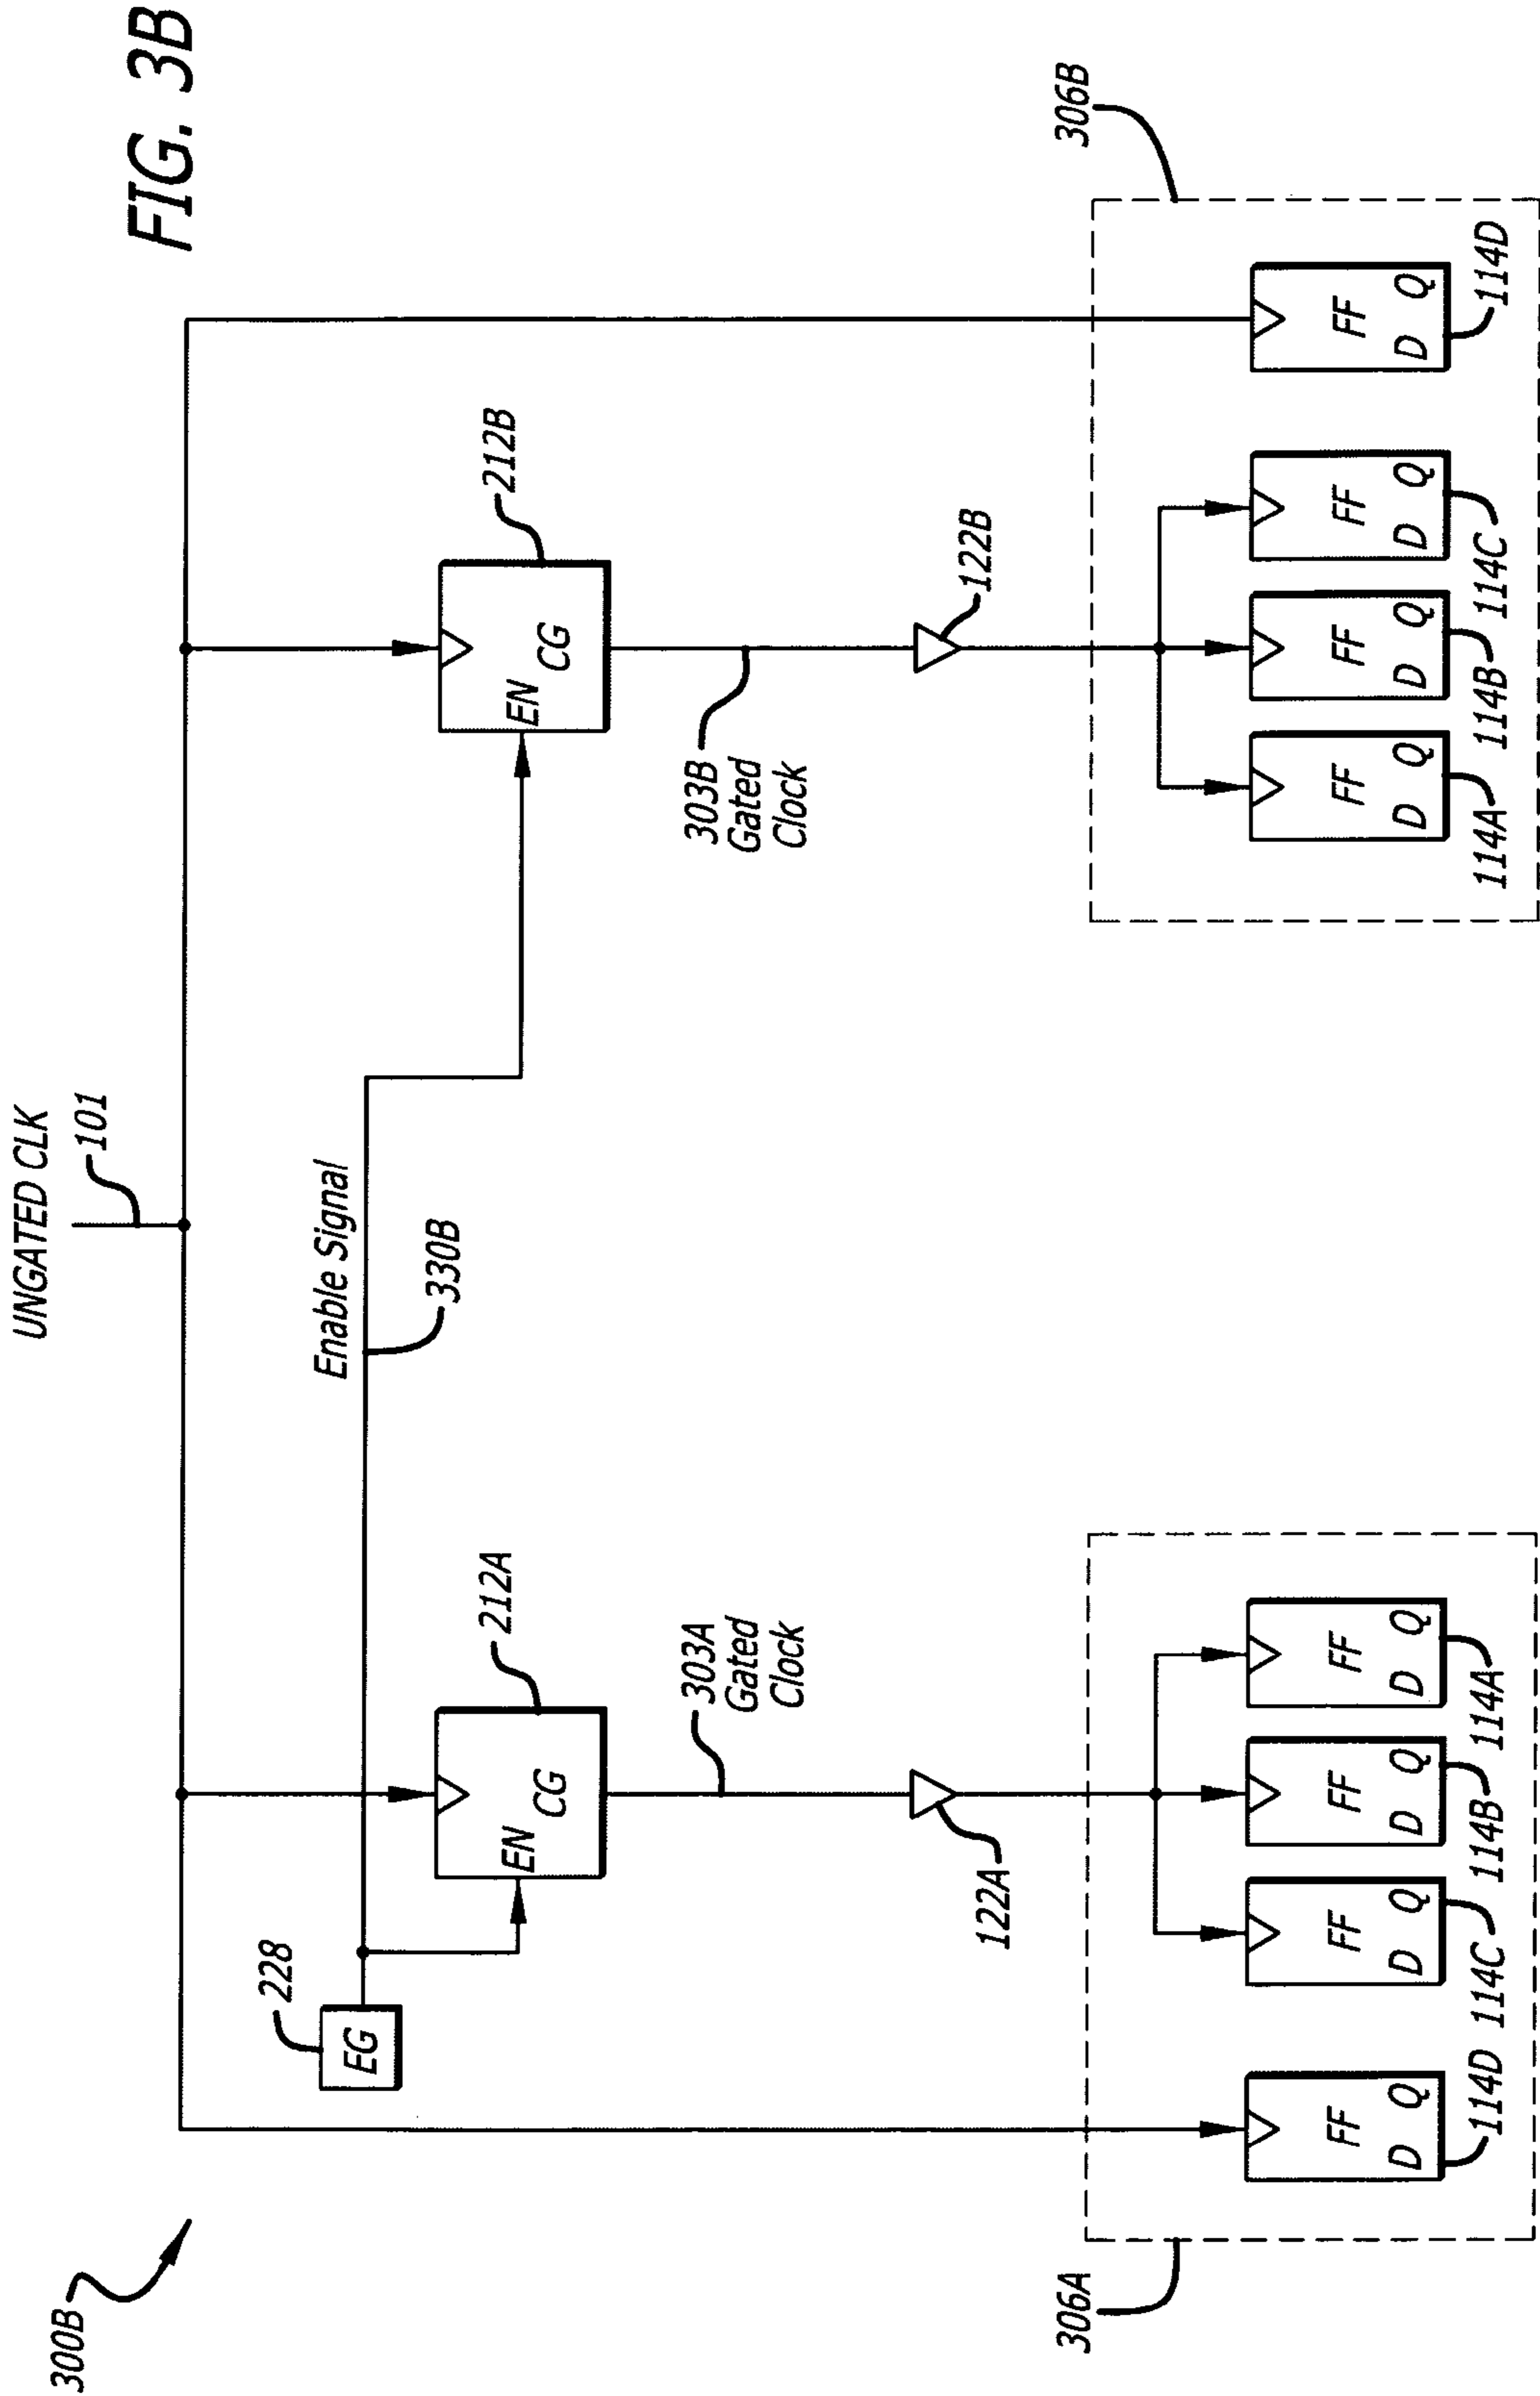 FIG. 3B
300B
UNGATED CLK
101
Enable Signal
330B
228
EG
212A
EN
CG
212B
EN
CG
303A
Gated
Clock
303B
Gated
Clock
122A
122B
306A
306B
FF
D Q
114D
FF
D Q
114C
FF
D Q
114B
FF
D Q
114A
FF
D Q
114A
FF
D Q
114B
FF
D Q
114C
FF
D Q
114D